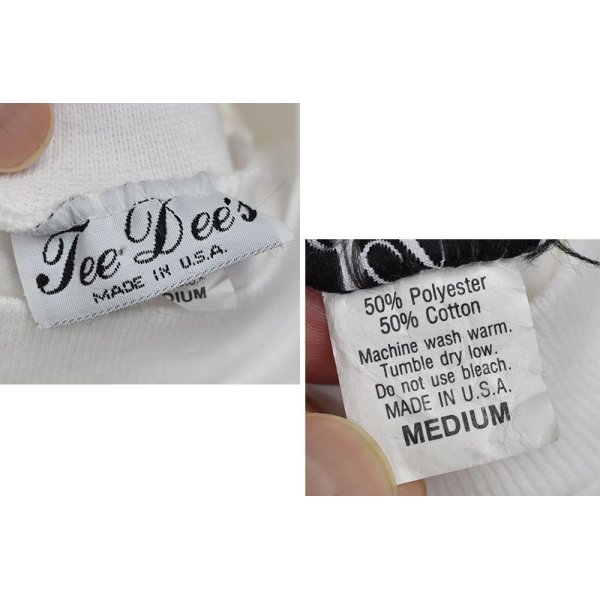 Tee Dee's
MADE IN U.S.A.
DIUM
50% Polyester
50% Cotton
Machine wash warm.
Tumble dry low.
Do not use bleach.
MADE IN U.S.A.
MEDIUM